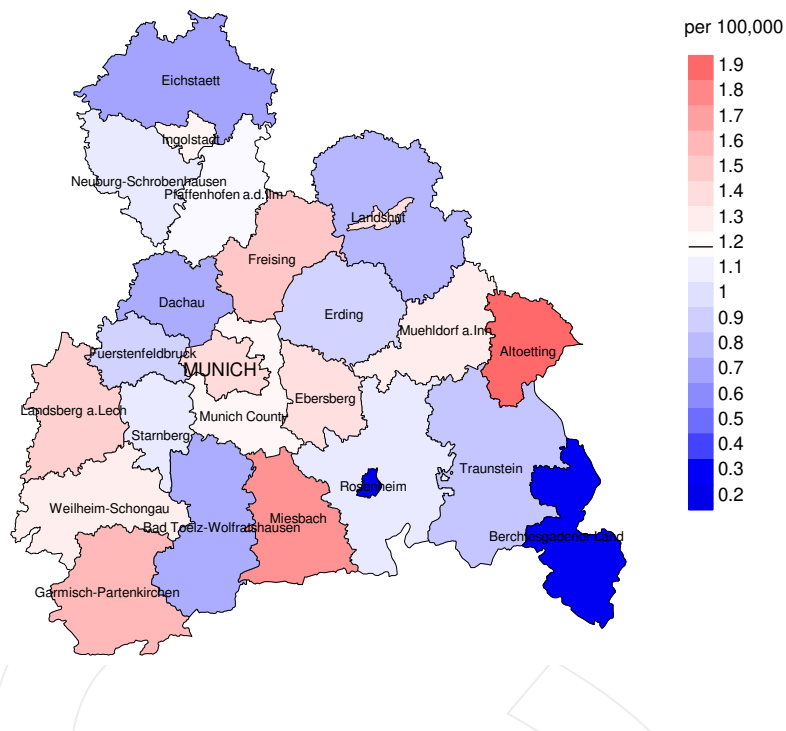 per 100,000
1.9
1.8
1.7
1.6
1.5
1.4
1.3
1.2
1.1
1
0.9
0.8
0.7
0.6
0.5
0.4
0.3
0.2
Eichstaett
Ingolstadt
Neuburg-Schrobenhausen
Pfaffenhofen a.d.Ilm
Freising
Dachau
Erding
Muehldorf a.Inn
Altoetting
Fuerstenfeldbruck
MUNICH
Landsberg a.Lech
Munich County
Ebersberg
Starnberg
Traunstein
Rosenheim
Weilheim-Schongau
Bad Toelz-Wolfratshausen
Miesbach
Berchtesgadener Land
Garmisch-Partenkirchen